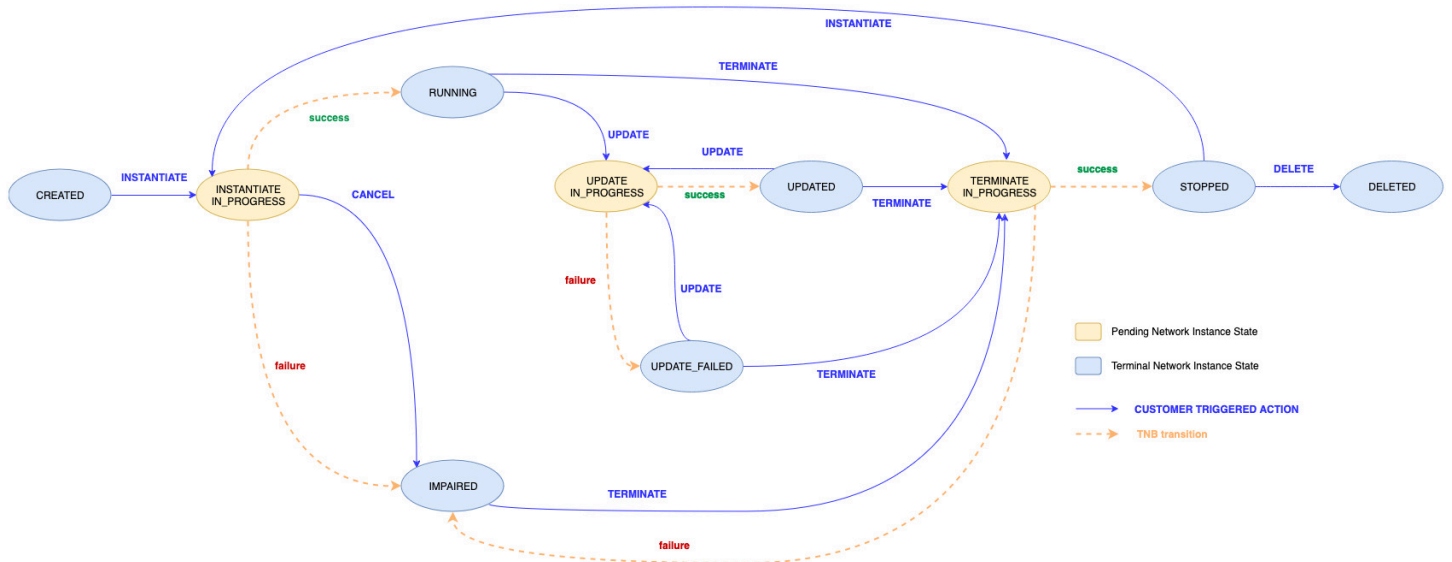 INSTANTIATE
TERMINATE
RUNNING
success
UPDATE
UPDATE
success
DELETE
INSTANTIATE
CANCEL
CREATED
INSTANTIATE
IN_PROGRESS
UPDATE
IN_PROGRESS
success
UPDATED
TERMINATE
TERMINATE
IN_PROGRESS
STOPPED
DELETED
failure
UPDATE
Pending Network Instance State
failure
UPDATE_FAILED
TERMINATE
Terminal Network Instance State
CUSTOMER TRIGGERED ACTION
TNB transition
IMPAIRED
TERMINATE
failure